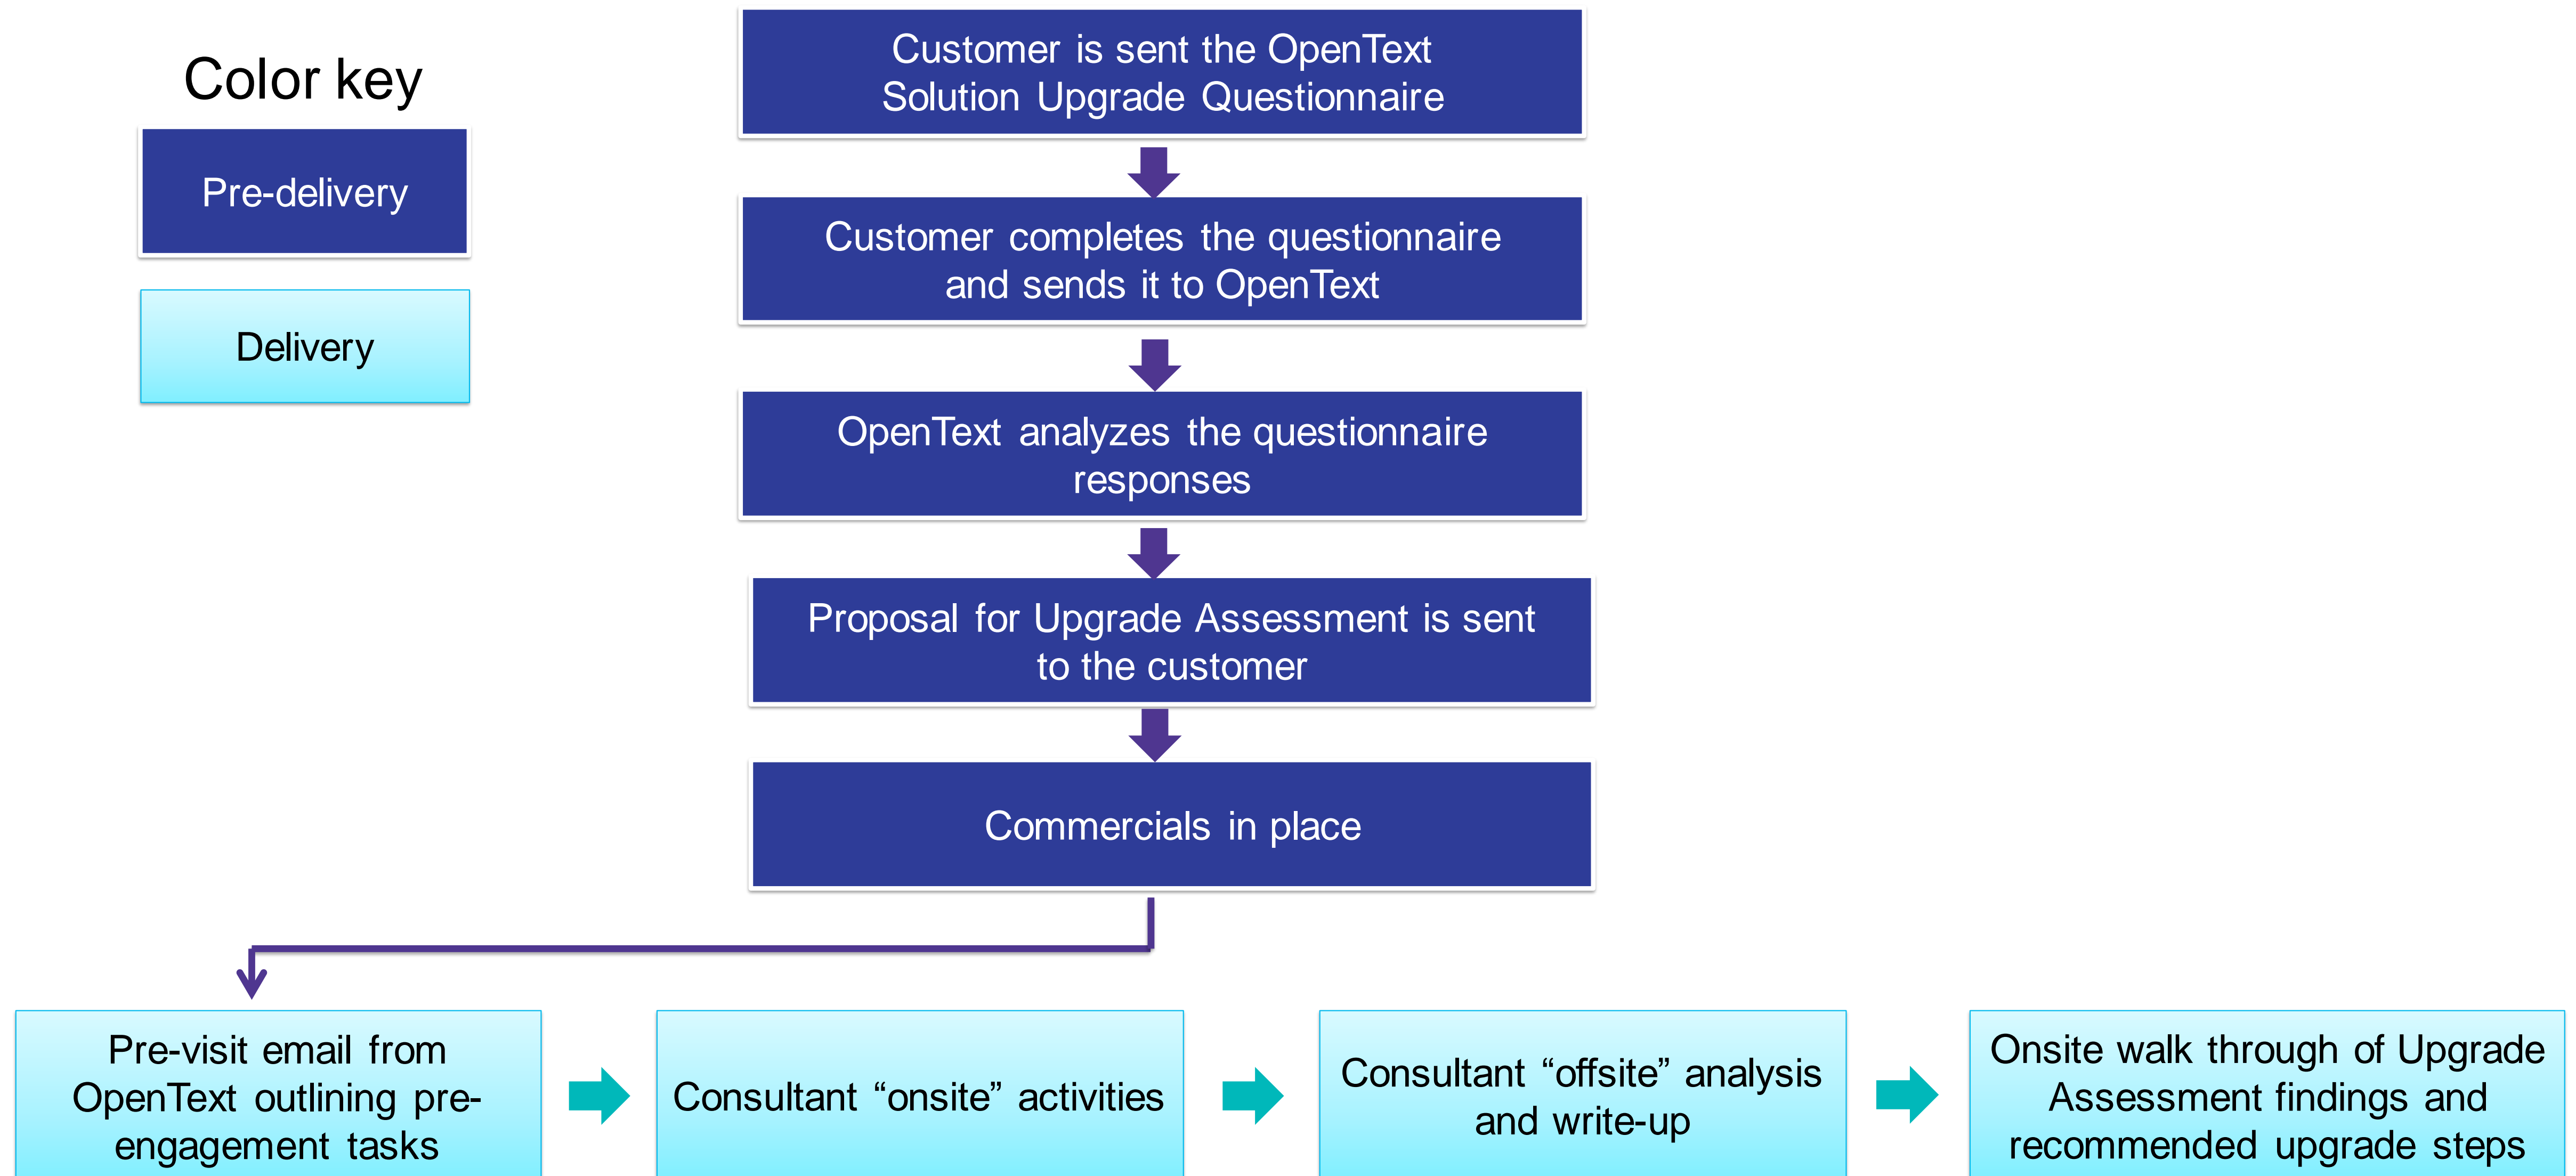 Color key
Pre-delivery
Delivery
Customer is sent the OpenText
Solution Upgrade Questionnaire
Customer completes the questionnaire
and sends it to OpenText
OpenText analyzes the questionnaire
responses
Proposal for Upgrade Assessment is sent
to the customer
Commercials in place
Pre-visit email from
OpenText outlining pre-
engagement tasks
Consultant “onsite” activities
Consultant “offsite” analysis
and write-up
Onsite walk through of Upgrade
Assessment findings and
recommended upgrade steps